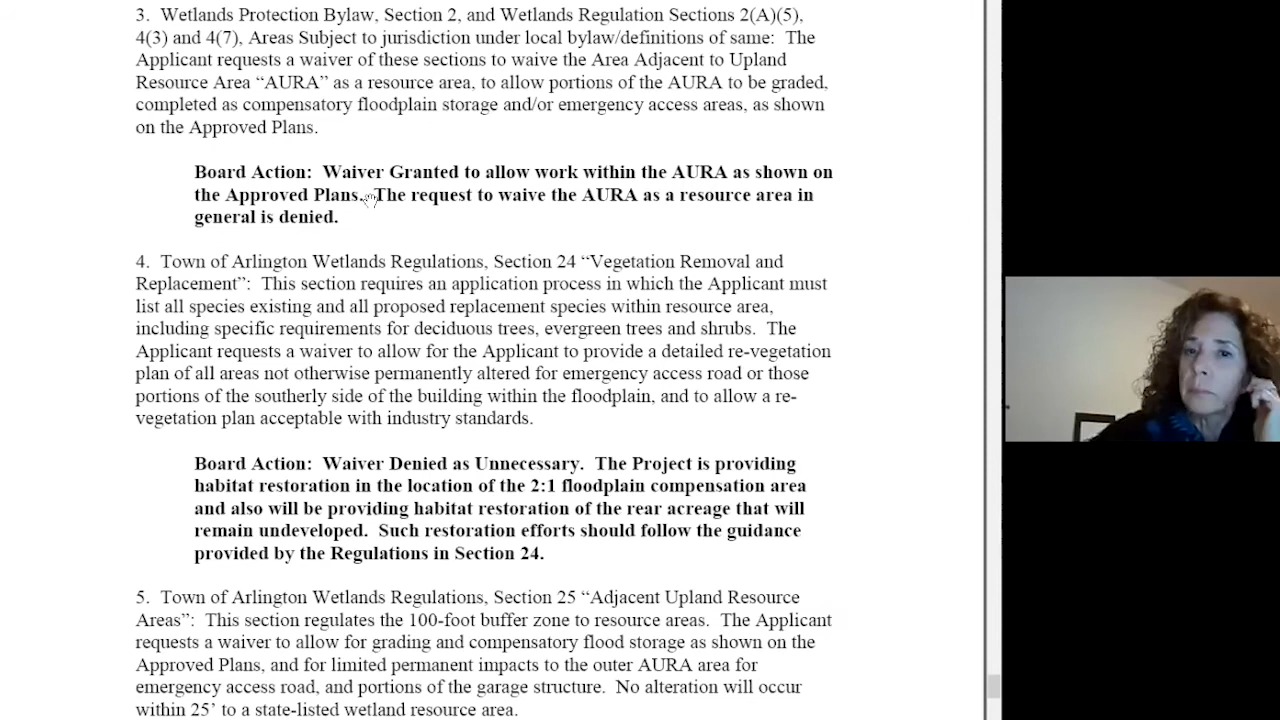 3.  Wetlands Protection Bylaw, Section 2, and Wetlands Regulation Sections 2(A)(5),
4(3) and 4(7), Areas Subject to jurisdiction under local bylaw/definitions of same:  The
Applicant requests a waiver of these sections to waive the Area Adjacent to Upland
Resource Area “AURA” as a resource area, to allow portions of the AURA to be graded,
completed as compensatory floodplain storage and/or emergency access areas, as shown
on the Approved Plans.
Board Action:  Waiver Granted to allow work within the AURA as shown on
the Approved Plans.  The request to waive the AURA as a resource area in
general is denied.
4.  Town of Arlington Wetlands Regulations, Section 24 “Vegetation Removal and
Replacement”:  This section requires an application process in which the Applicant must
list all species existing and all proposed replacement species within resource area,
including specific requirements for deciduous trees, evergreen trees and shrubs.  The
Applicant requests a waiver to allow for the Applicant to provide a detailed re-vegetation
plan of all areas not otherwise permanently altered for emergency access road or those
portions of the southerly side of the building within the floodplain, and to allow a re-
vegetation plan acceptable with industry standards.
Board Action:  Waiver Denied as Unnecessary.  The Project is providing
habitat restoration in the location of the 2:1 floodplain compensation area
and also will be providing habitat restoration of the rear acreage that will
remain undeveloped.  Such restoration efforts should follow the guidance
provided by the Regulations in Section 24.
5.  Town of Arlington Wetlands Regulations, Section 25 “Adjacent Upland Resource
Areas”:  This section regulates the 100-foot buffer zone to resource areas.  The Applicant
requests a waiver to allow for grading and compensatory flood storage as shown on the
Approved Plans, and for limited permanent impacts to the outer AURA area for
emergency access road, and portions of the garage structure.  No alteration will occur
within 25’ to a state-listed wetland resource area.